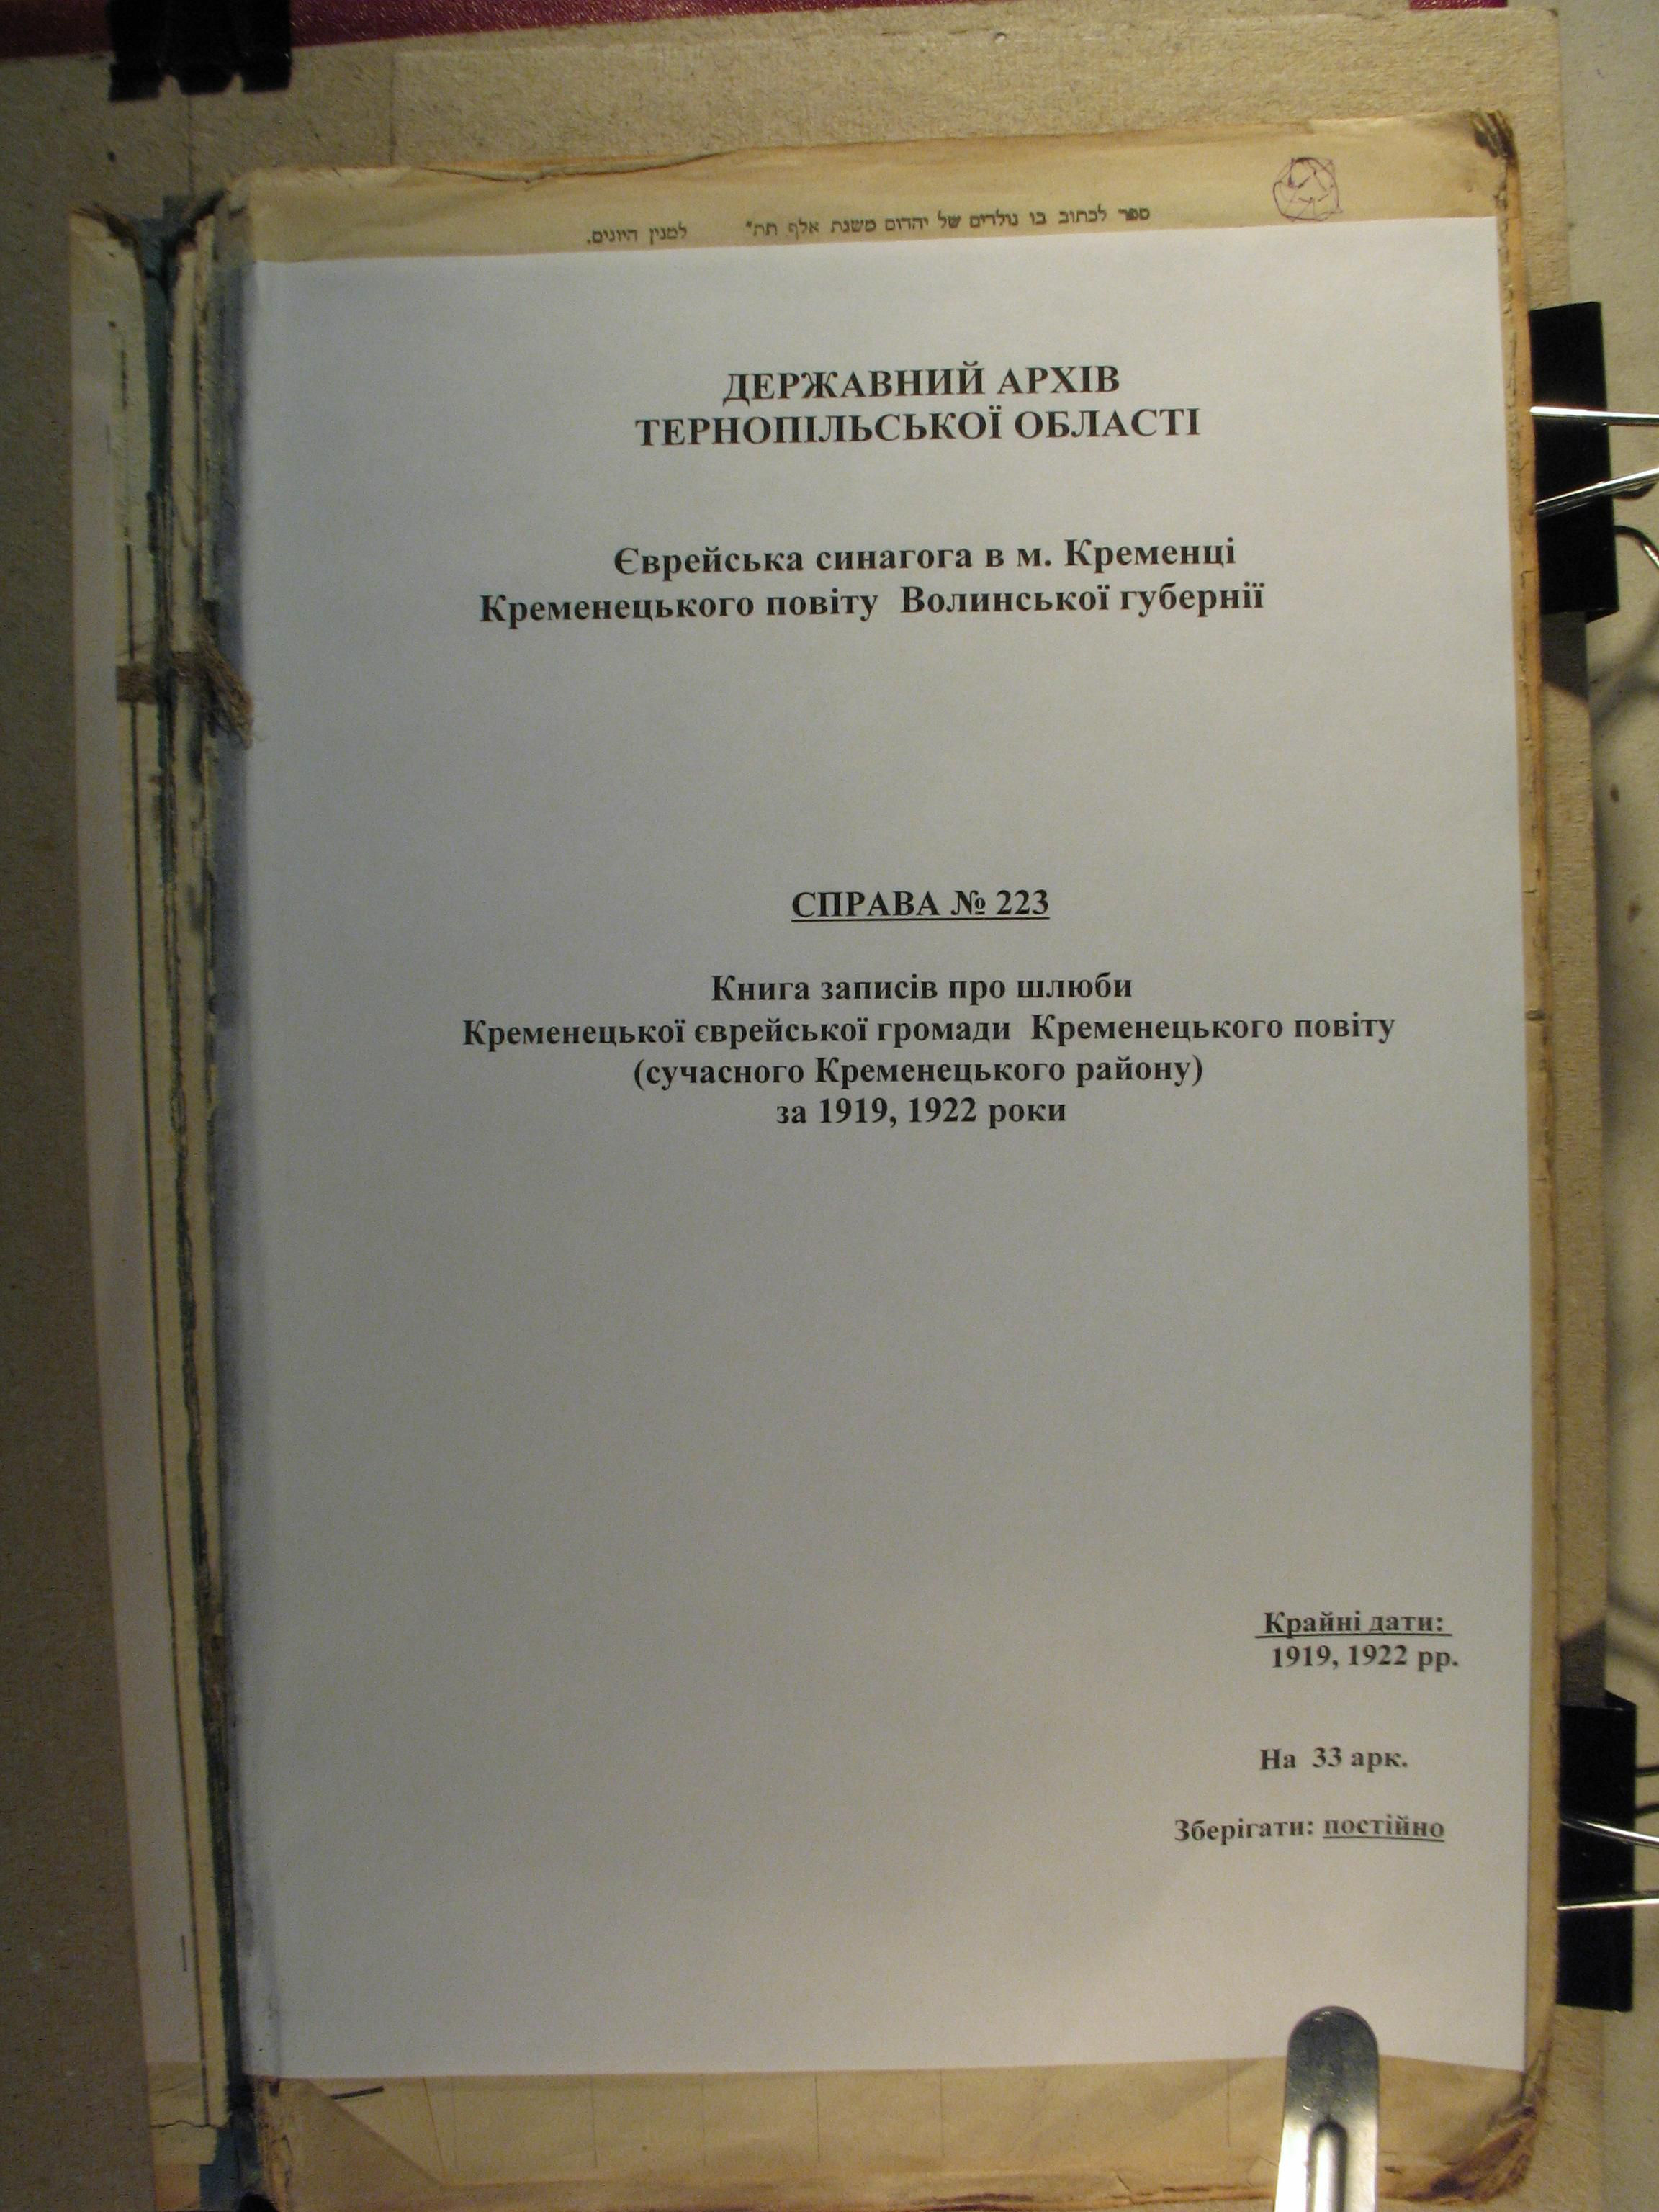 ספר לכתוב בו נולדים של יהדום משנת אלף תת" למנין היונים.
ДЕРЖАВНИЙ АРХІВ
ТЕРНОПІЛЬСЬКОЇ ОБЛАСТІ
Єврейська синагога в м. Кременці
Кременецького повіту Волинської губернії
СПРАВА № 223
Книга записів про шлюби
Кременецької єврейської громади Кременецького повіту
(сучасного Кременецького району)
за 1919, 1922 роки
Крайні дати:
1919, 1922 рр.
На 33 арк.
Зберігати: постійно